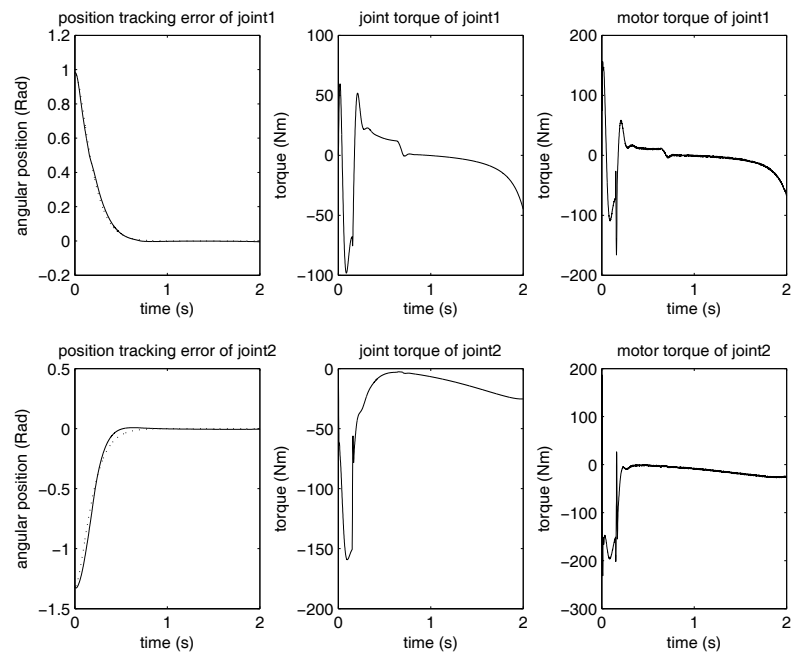 position tracking error of joint1
1.2
1
0.8
0.6
0.4
0.2
0
−0.2
angular position (Rad)
0
1
2
time (s)
joint torque of joint1
100
50
0
−50
−100
torque (Nm)
0
1
2
time (s)
motor torque of joint1
200
100
0
−100
−200
torque (Nm)
0
1
2
time (s)
position tracking error of joint2
0.5
0
−0.5
−1
−1.5
angular position (Rad)
0
1
2
time (s)
joint torque of joint2
0
−50
−100
−150
−200
torque (Nm)
0
1
2
time (s)
motor torque of joint2
200
100
0
−100
−200
−300
torque (Nm)
0
1
2
time (s)